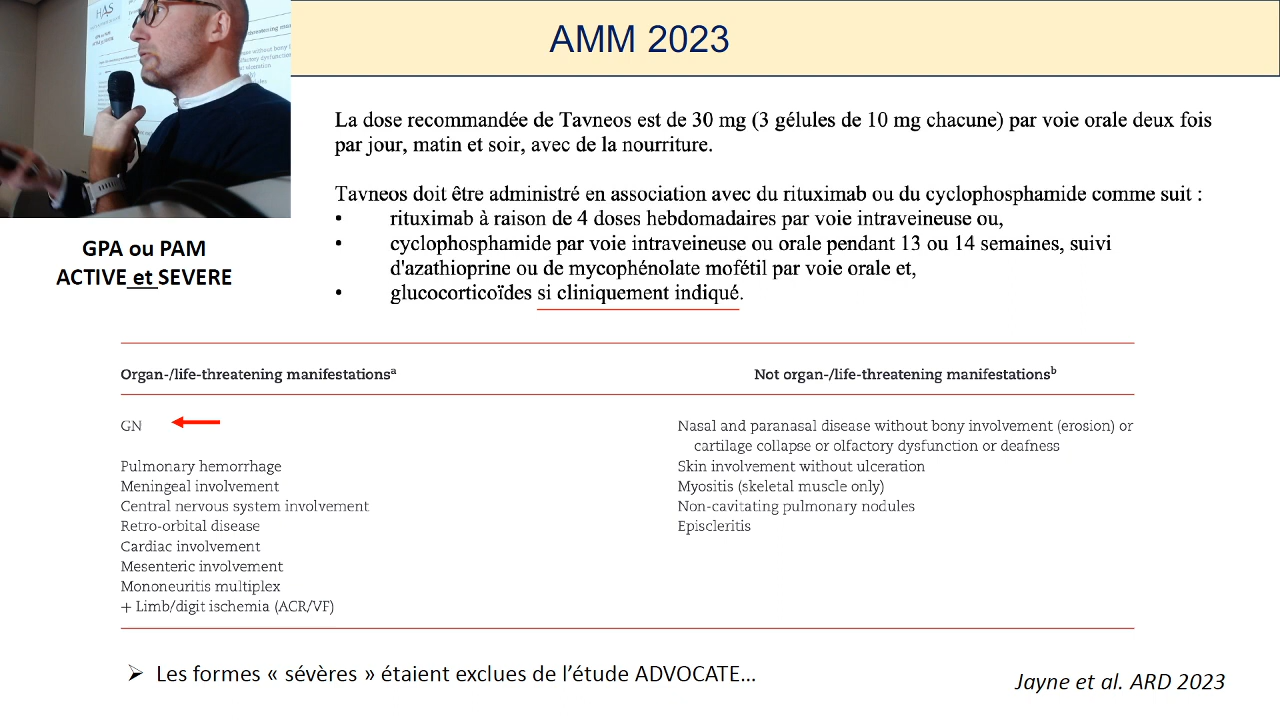 AMM 2023
HAS
La dose recommandée de Tavneos est de 30 mg (3 gélules de 10 mg chacune) par voie orale deux fois
par jour, matin et soir, avec de la nourriture.
Tavneos doit être administré en association avec du rituximab ou du cyclophosphamide comme suit :
• rituximab à raison de 4 doses hebdomadaires par voie intraveineuse ou,
• cyclophosphamide par voie intraveineuse ou orale pendant 13 ou 14 semaines, suivi
d'azathioprine ou de mycophénolate mofétil par voie orale et,
• glucocorticoïdes si cliniquement indiqué.
GPA ou PAM
ACTIVE et SEVERE
Organ-/life-threatening manifestationsᵃ
Not organ-/life-threatening manifestationsᵇ
GN
Pulmonary hemorrhage
Meningeal involvement
Central nervous system involvement
Retro-orbital disease
Cardiac involvement
Mesenteric involvement
Mononeuritis multiplex
+ Limb/digit ischemia (ACR/VF)
Nasal and paranasal disease without bony involvement (erosion) or
cartilage collapse or olfactory dysfunction or deafness
Skin involvement without ulceration
Myositis (skeletal muscle only)
Non-cavitating pulmonary nodules
Episcleritis
➢ Les formes « sévères » étaient exclues de l'étude ADVOCATE…
Jayne et al. ARD 2023